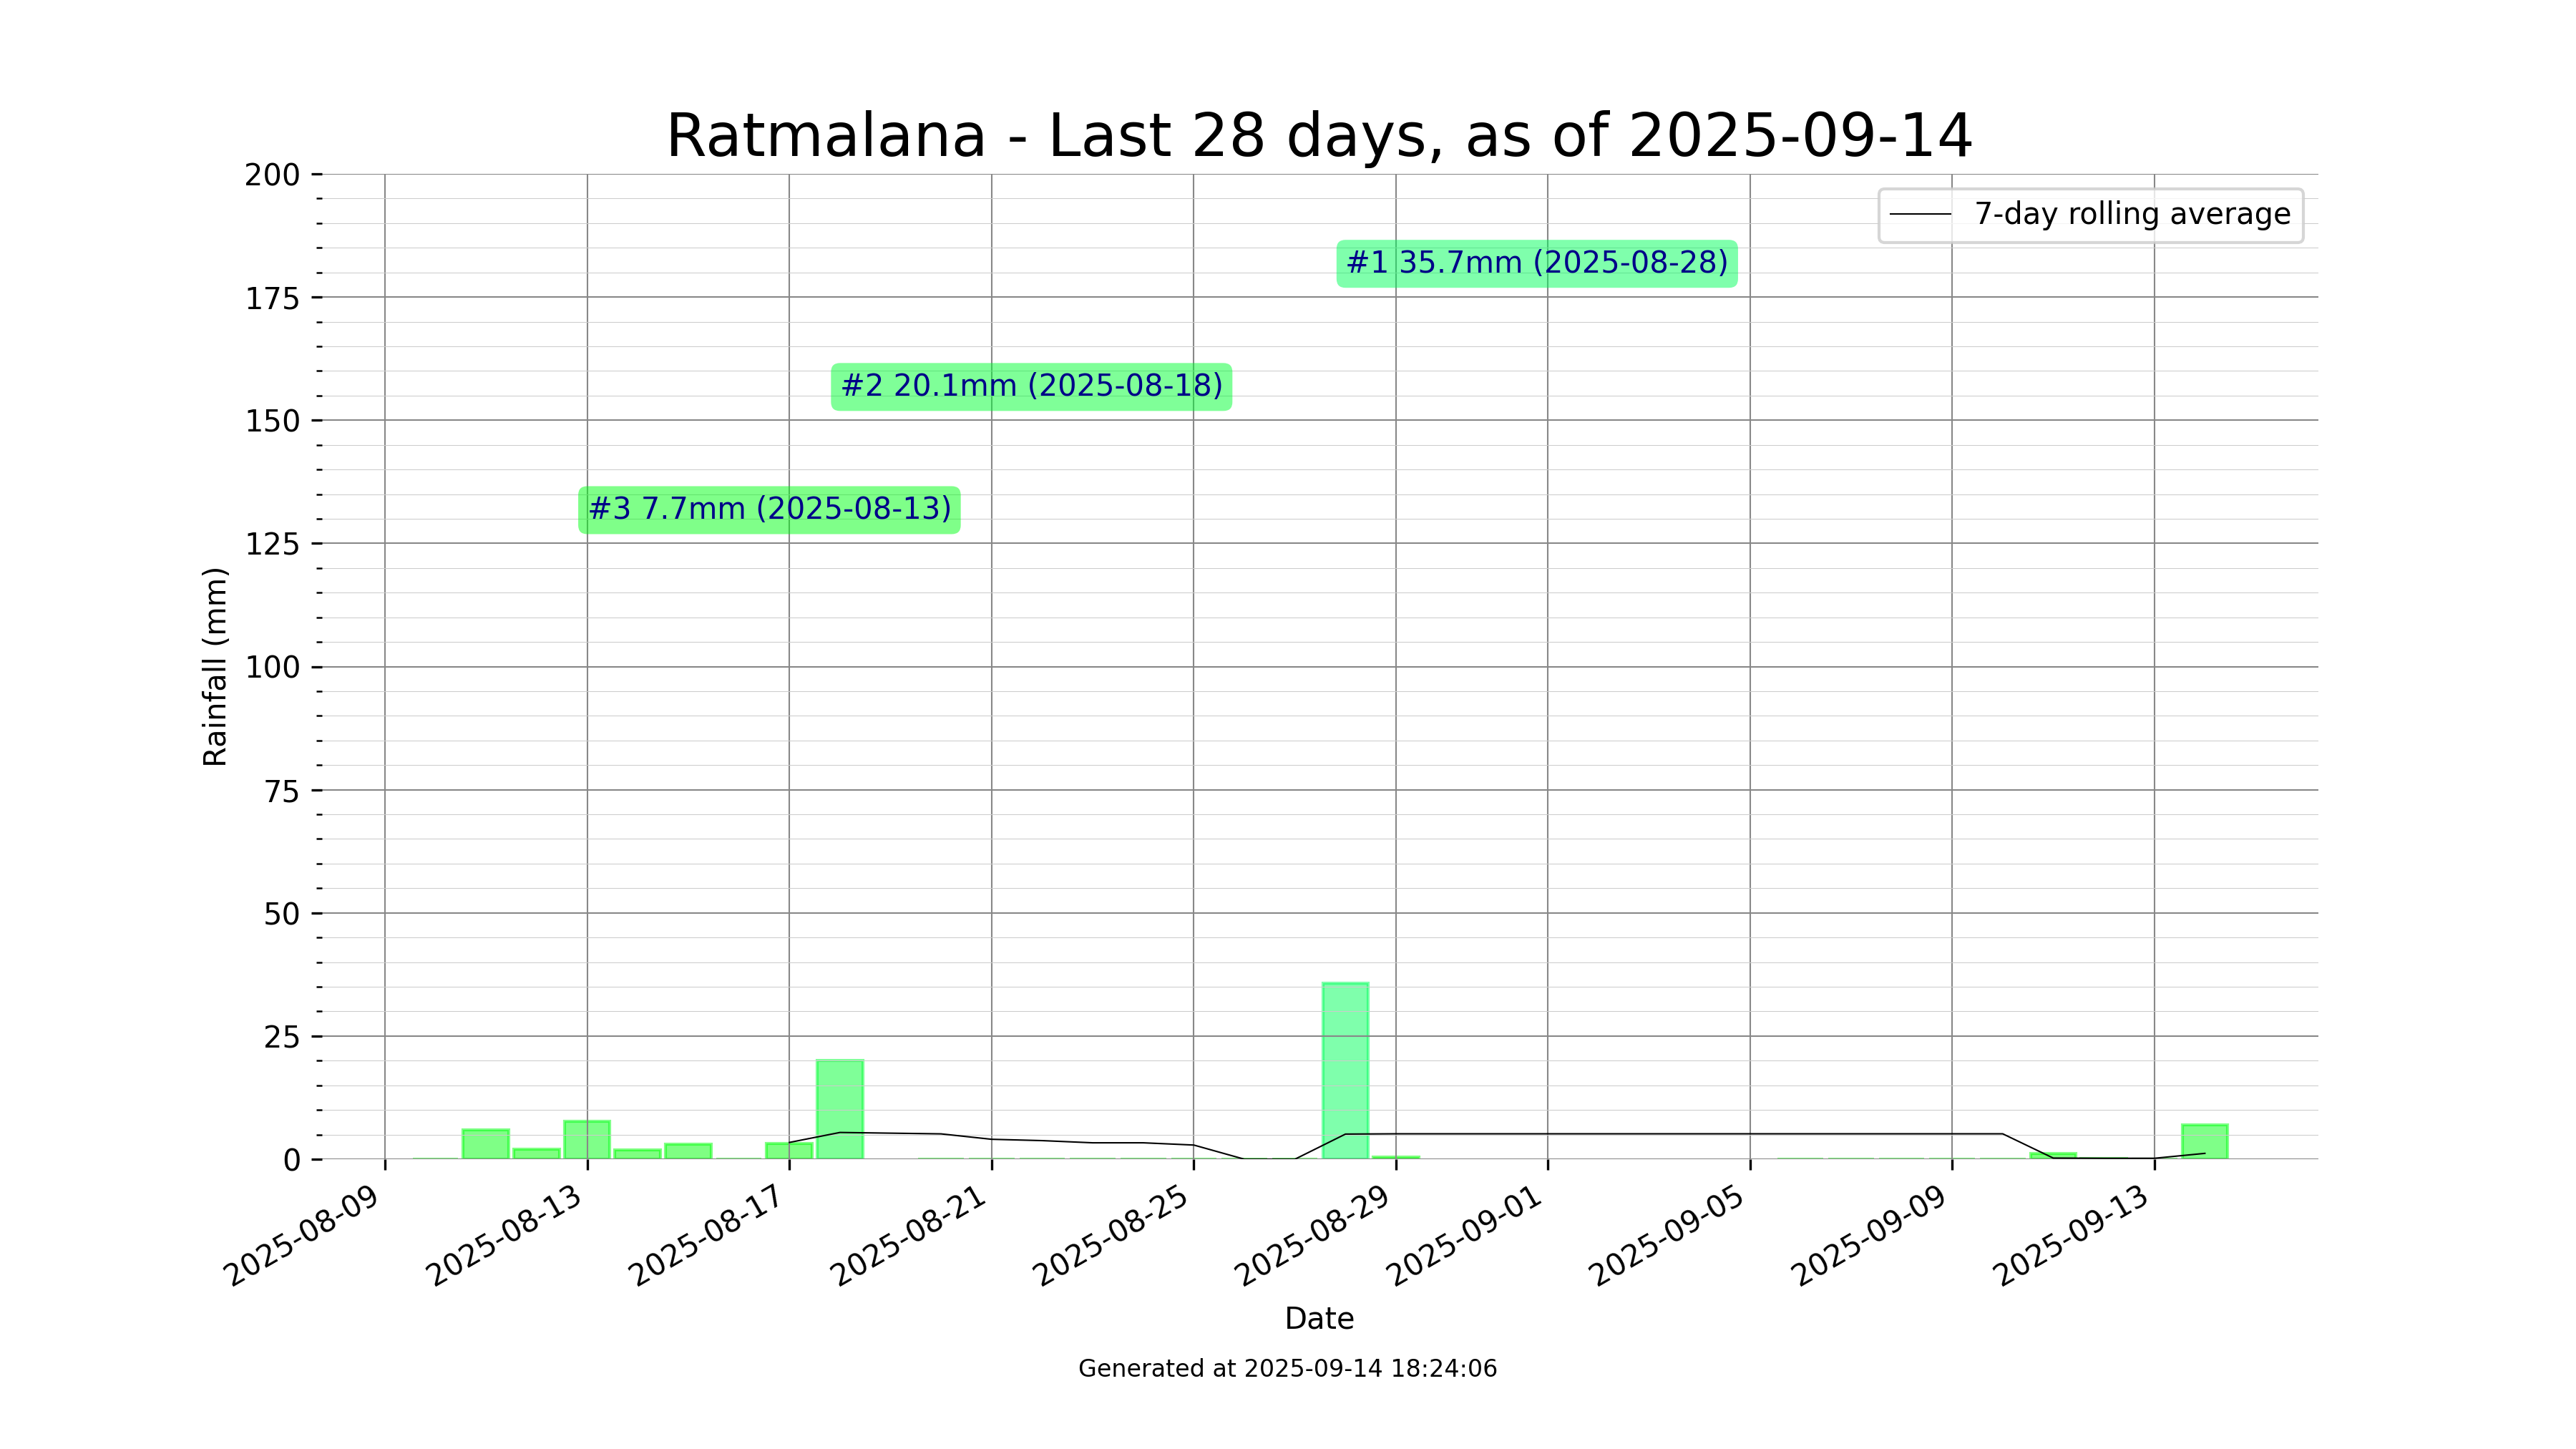 Ratmalana - Last 28 days, as of 2025-09-14
7-day rolling average
#1 35.7mm (2025-08-28)
#2 20.1mm (2025-08-18)
#3 7.7mm (2025-08-13)
Rainfall (mm)
200
175
150
125
100
75
50
25
0
2025-08-09
2025-08-13
2025-08-17
2025-08-21
2025-08-25
2025-08-29
2025-09-01
2025-09-05
2025-09-09
2025-09-13
Date
Generated at 2025-09-14 18:24:06